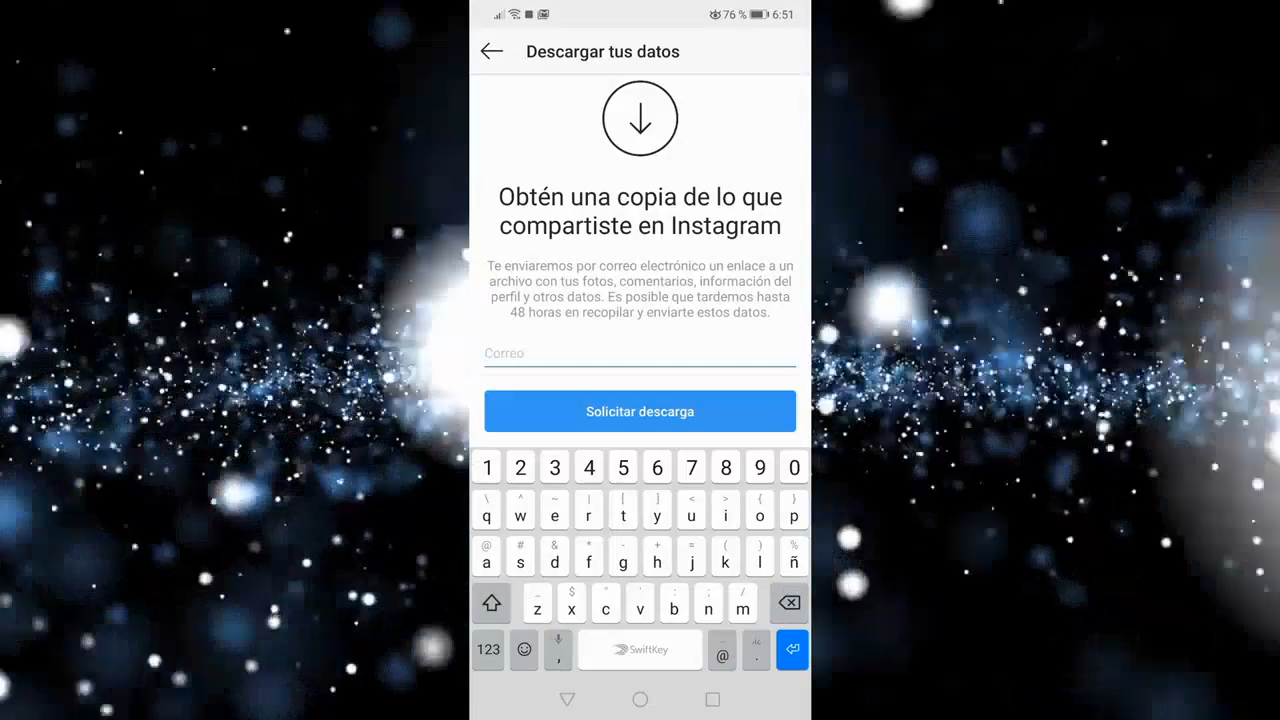 76 % 6:51
Descargar tus datos
Obtén una copia de lo que
compartiste en Instagram
Te enviaremos por correo electrónico un enlace a un
archivo con tus fotos, comentarios, información del
perfil y otros datos. Es posible que tardemos hasta
48 horas en recopilar y enviarte estos datos.
Correo
Solicitar descarga
1 2 3 4 5 6 7 8 9 0
\ ^ ~ | [ ] < > { }
q w e r t y u i o p
@ # & * - + = ( ) %
a s d f g h j k l ñ
_ $ " ' : ; /
z x c v b n m
123 , SwiftKey @ .